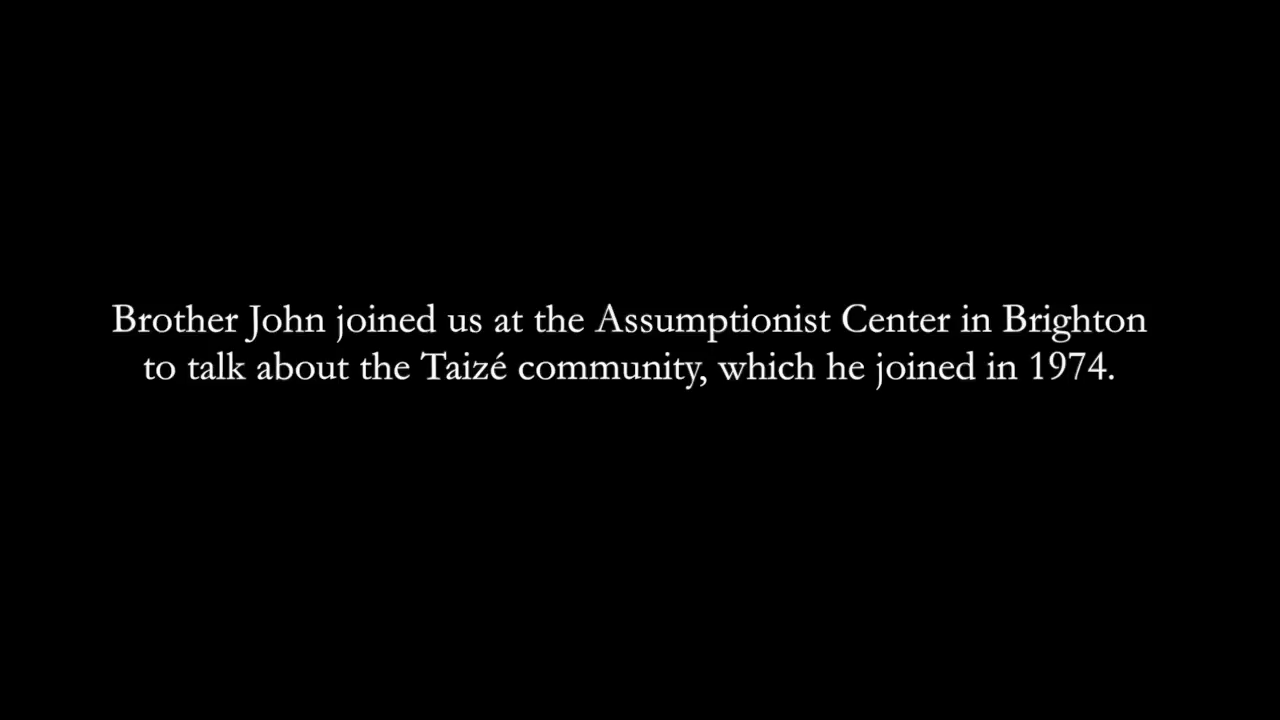 Brother John joined us at the Assumptionist Center in Brighton
to talk about the Taizé community, which he joined in 1974.